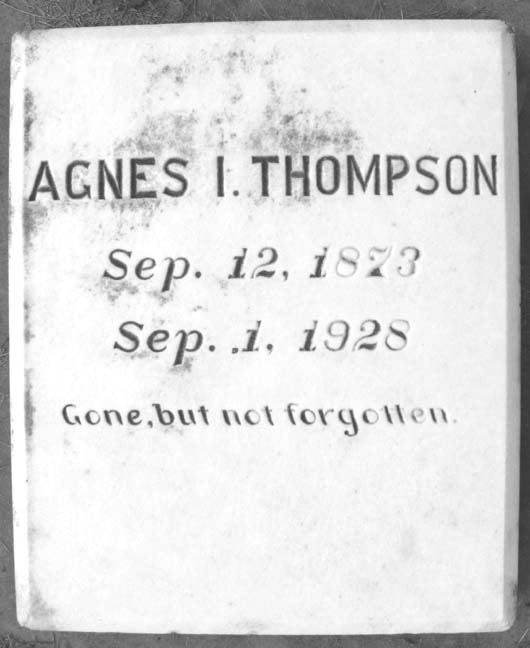 AGNES I. THOMPSON
Sep. 12, 1873
Sep. 1, 1928
Gone, but not forgotten.